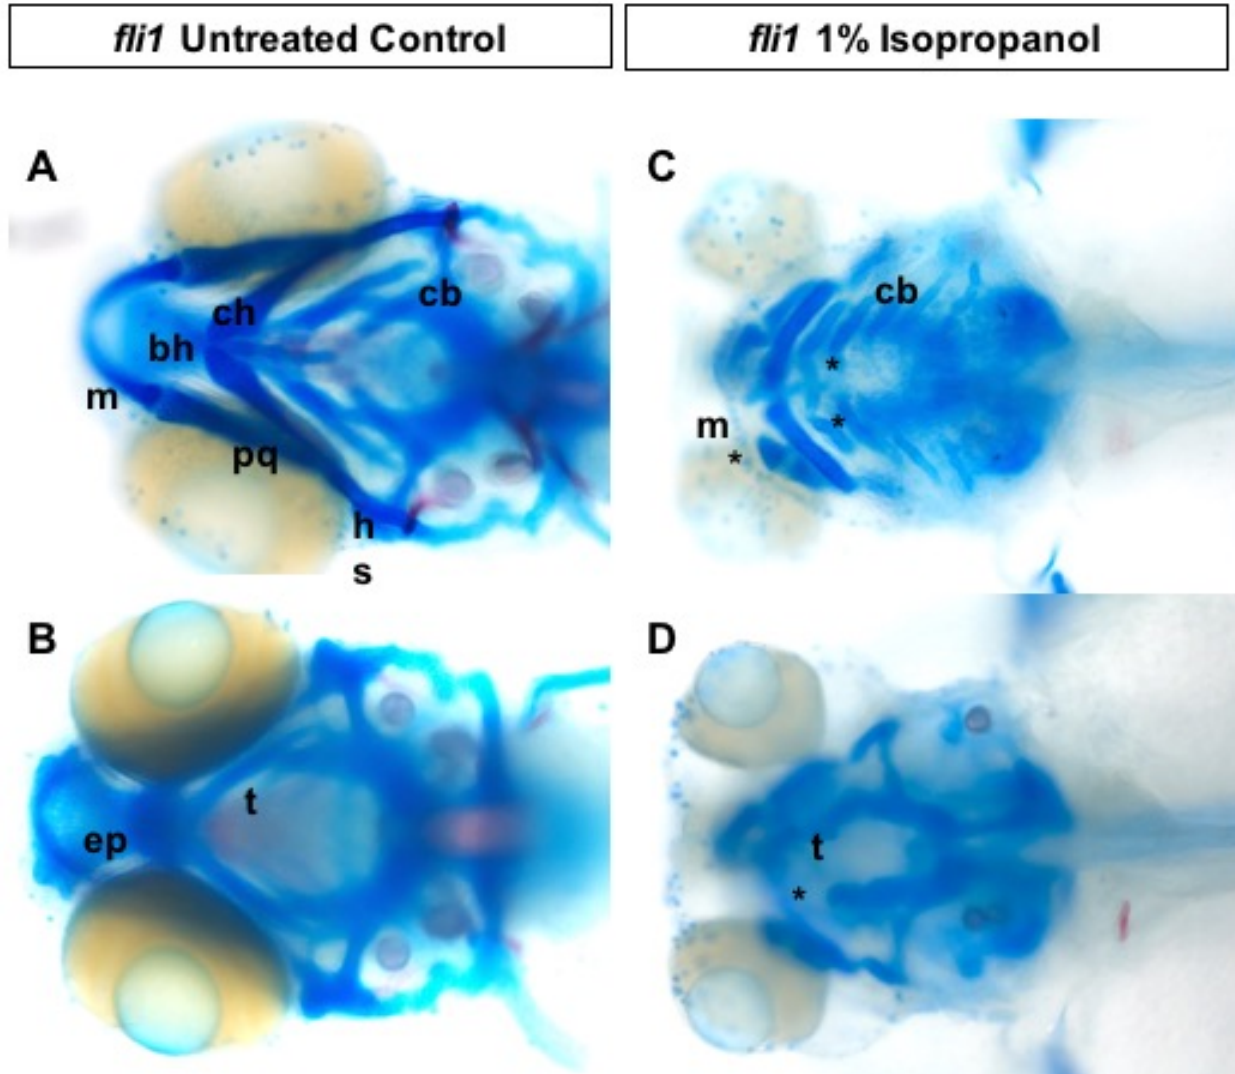 fli1 Untreated Control
fli1 1% Isopropanol
A
ch
cb
bh
m
pq
h
s
C
cb
*
*
m
*
B
t
ep
D
t
*